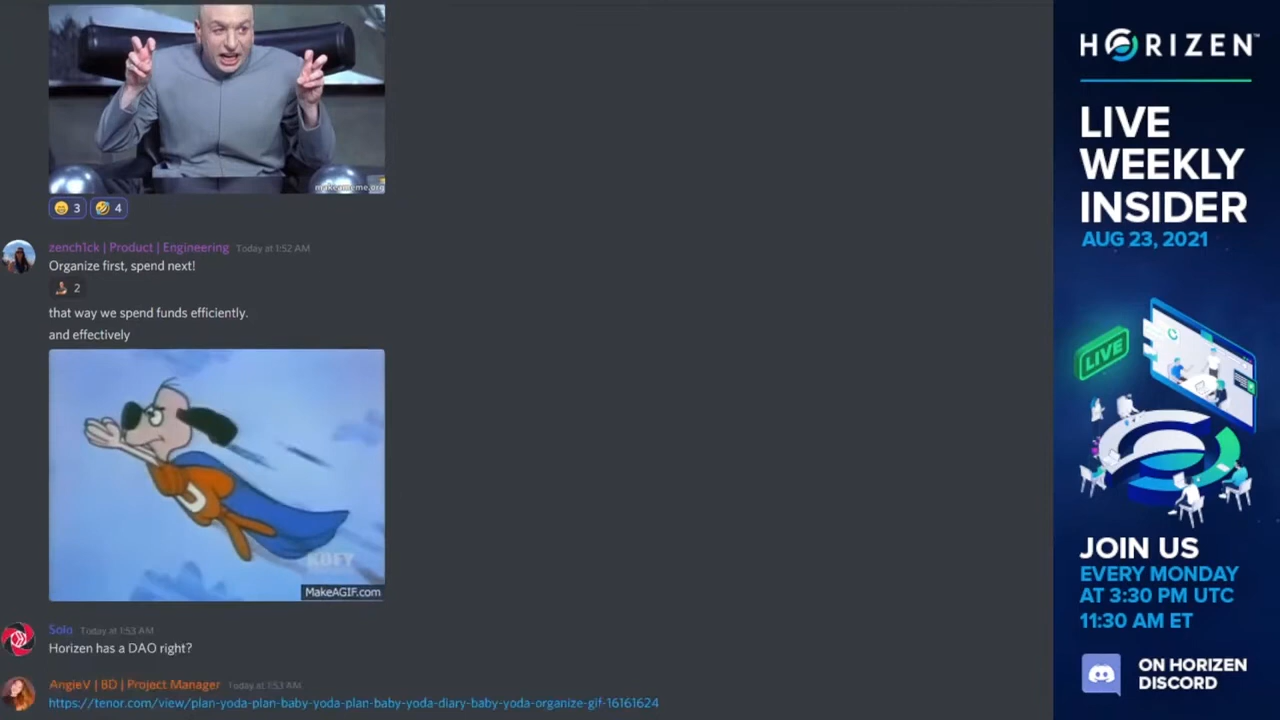 makeameme.org
3
4
zench1ck | Product | Engineering Today at 1:52 AM
Organize first, spend next!
2
that way we spend funds efficiently.
and effectively
U
KBFY
MakeAGIF.com
Solo Today at 1:53 AM
Horizen has a DAO right?
AngieV | BD | Project Manager Today at 1:53 AM
https://tenor.com/view/plan-yoda-plan-baby-yoda-plan-baby-yoda-diary-baby-yoda-organize-gif-16161624
HORIZEN™
LIVE
WEEKLY
INSIDER
AUG 23, 2021
LIVE
JOIN US
EVERY MONDAY
AT 3:30 PM UTC
11:30 AM ET
ON HORIZEN
DISCORD